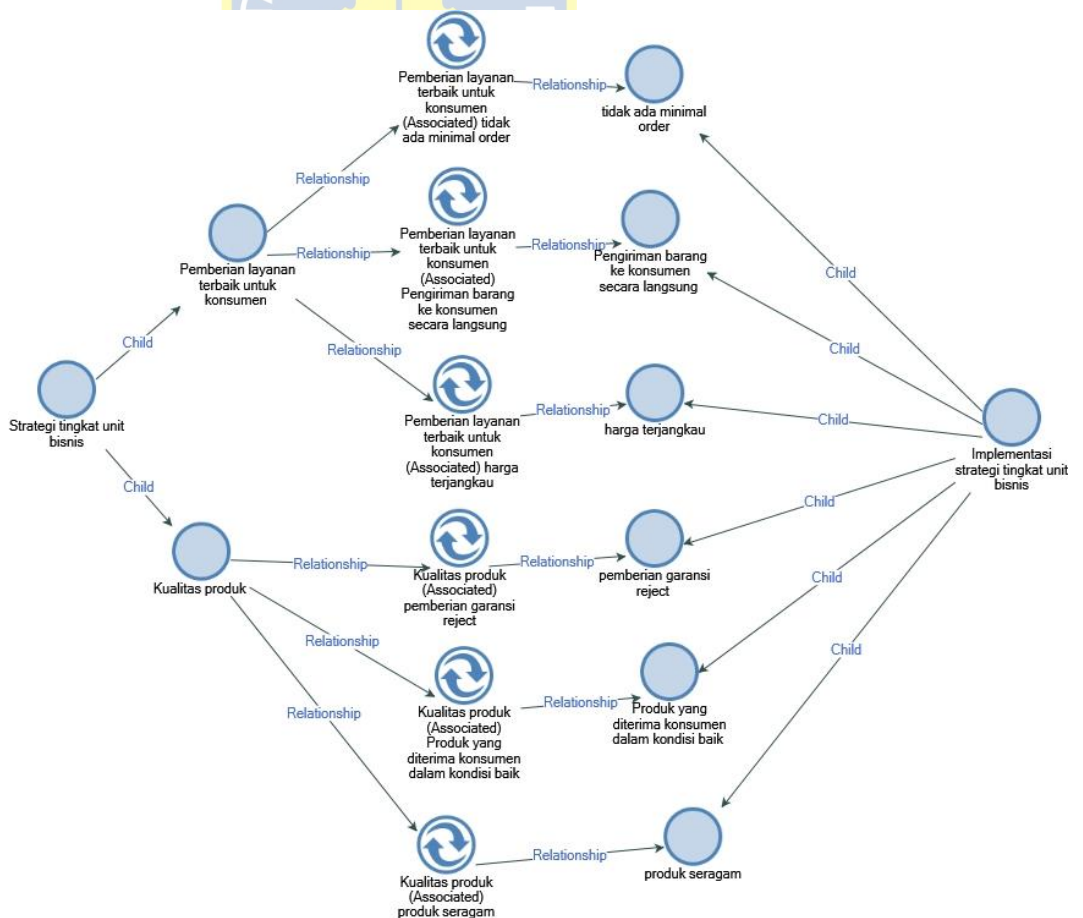 Pemberian layanan
terbaik untuk
konsumen
(Associated) tidak
ada minimal order
Relationship
tidak ada minimal
order
Relationship
Pemberian layanan
terbaik untuk
konsumen
Relationship
Pemberian layanan
terbaik untuk
konsumen
(Associated)
Pengiriman barang
ke konsumen
secara langsung
Relationship
Pengiriman barang
ke konsumen
secara langsung
Child
Child
Relationship
Child
Strategi tingkat unit
bisnis
Pemberian layanan
terbaik untuk
konsumen
(Associated) harga
terjangkau
Relationship
harga terjangkau
Child
Implementasi
strategi tingkat unit
bisnis
Child
Kualitas produk
Relationship
Kualitas produk
(Associated)
pemberian garansi
reject
Relationship
pemberian garansi
reject
Child
Relationship
Kualitas produk
(Associated)
Produk yang
diterima konsumen
dalam kondisi baik
Relationship
Produk yang
diterima konsumen
dalam kondisi baik
Child
Relationship
Kualitas produk
(Associated)
produk seragam
Relationship
produk seragam
Child